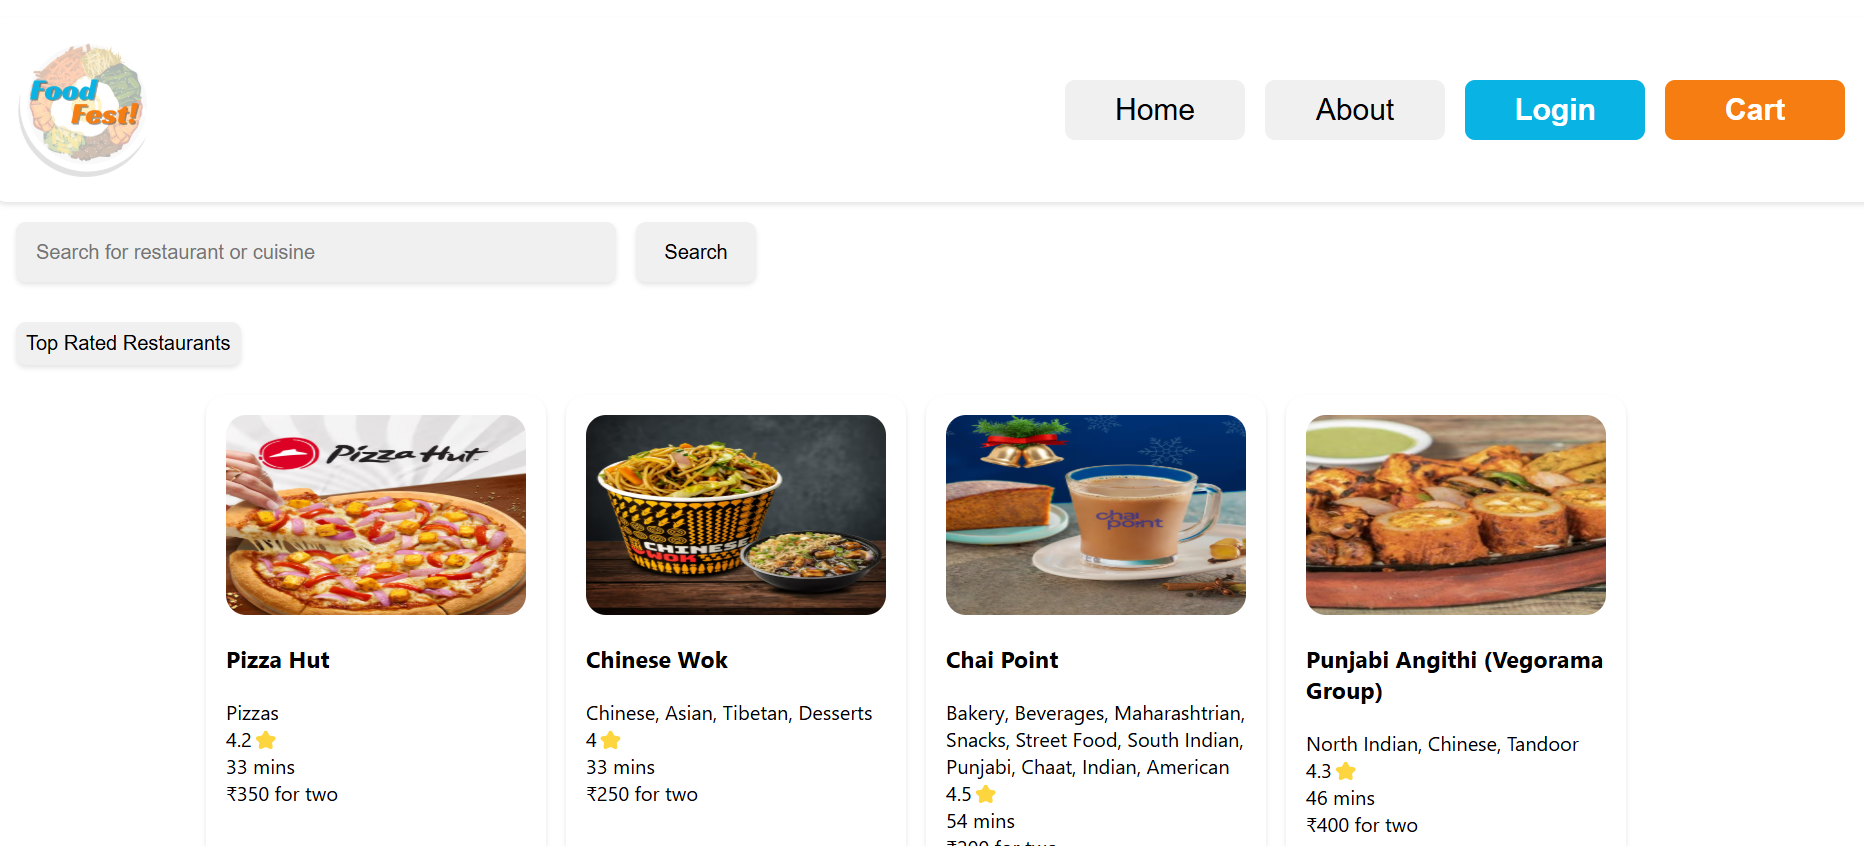 Food
Fest!
Home
About
Login
Cart
Search for restaurant or cuisine
Search
Top Rated Restaurants
Pizza Hut
CHINESE
WOK
chai
point
Pizza Hut
Pizzas
4.2
33 mins
₹350 for two
Chinese Wok
Chinese, Asian, Tibetan, Desserts
4
33 mins
₹250 for two
Chai Point
Bakery, Beverages, Maharashtrian,
Snacks, Street Food, South Indian,
Punjabi, Chaat, Indian, American
4.5
54 mins
₹200 for two
Punjabi Angithi (Vegorama
Group)
North Indian, Chinese, Tandoor
4.3
46 mins
₹400 for two